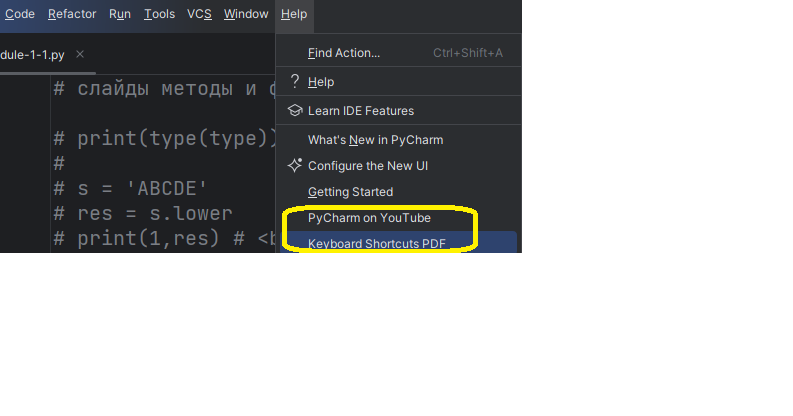 Code Refactor Run Tools VCS Window Help
dule-1-1.py ×
Find Action... Ctrl+Shift+A
? Help
Learn IDE Features
What's New in PyCharm
Configure the New UI
Getting Started
PyCharm on YouTube
Keyboard Shortcuts PDF
# слайды методы и
# print(type(type))
#
# s = 'ABCDE'
# res = s.lower
# print(1,res) # <b